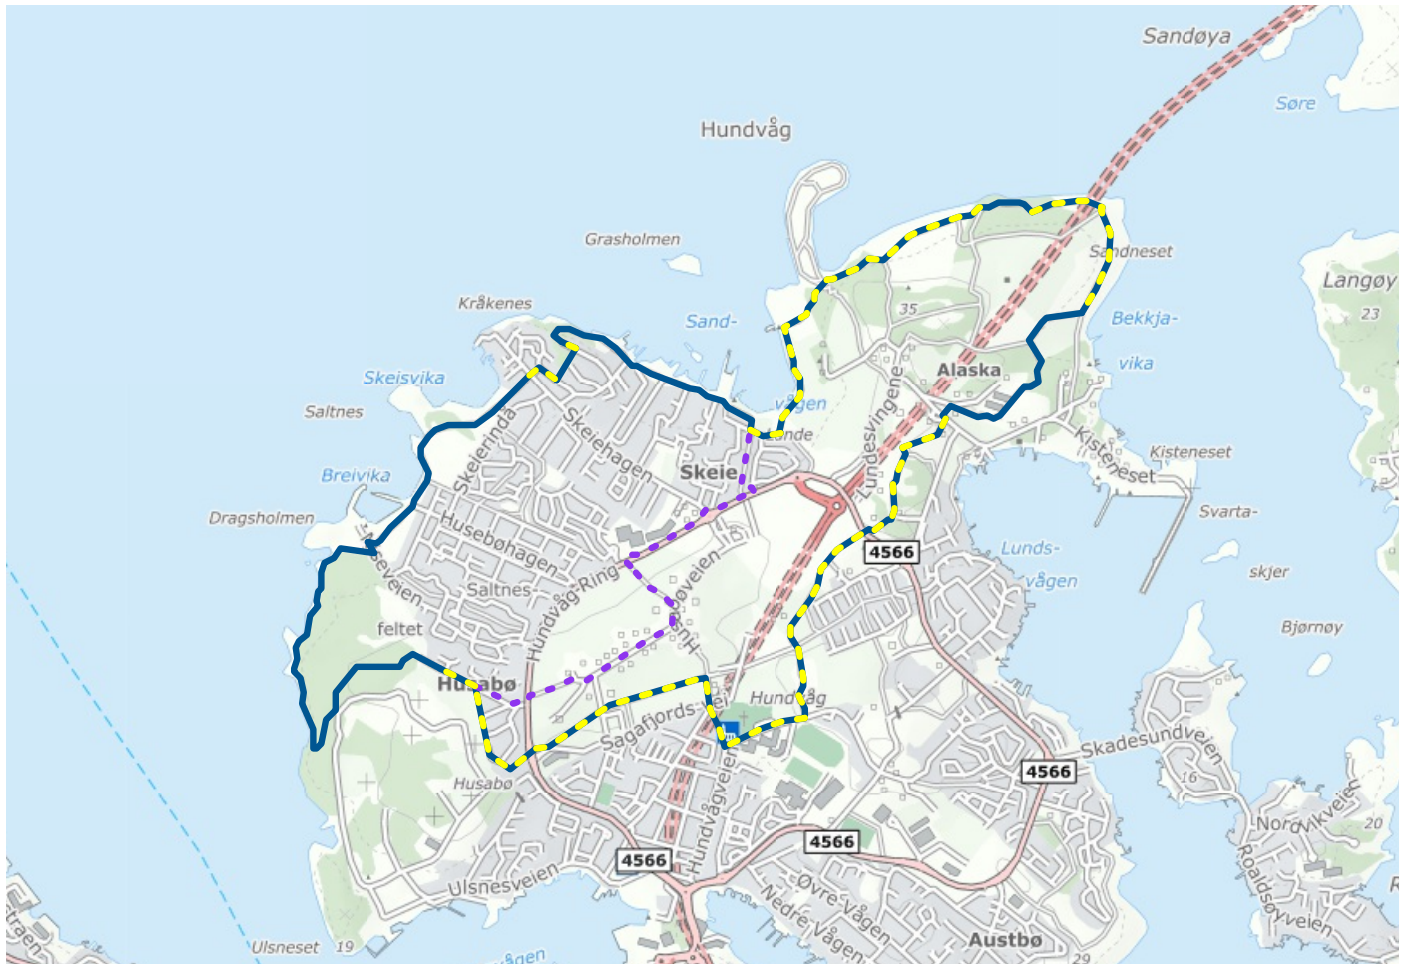 Sandøya
Søre
Hundvåg
Grasholmen
Sandneset
Langøy
23
Kråkenes
35
Bekkja-
Sand-
vika
Skeisvika
Alaska
vågen
Saltnes
Lundesvingene
Skeierinda
Skeiehagen
Lunde
Kisteneset
Kisteneset
Skeie
Breivika
Dragsholmen
Husebøhagen
Svarta-
4566
Lunds-
skjer
vågen
Saltnes-
feltet
Hundvåg-Ring
Bjørnøy
Husabø
Hundvåg
Sagafjords-vei
Skadesundveien
4566
16
Husabø
Hundvågveien
Nordvikveien
20
4566
4566
Roaldsøyveien
Ulsnesveien
Øvre-Vågen
Nedre-Vågen
Austbø
Ulsneset
19
29
vågen